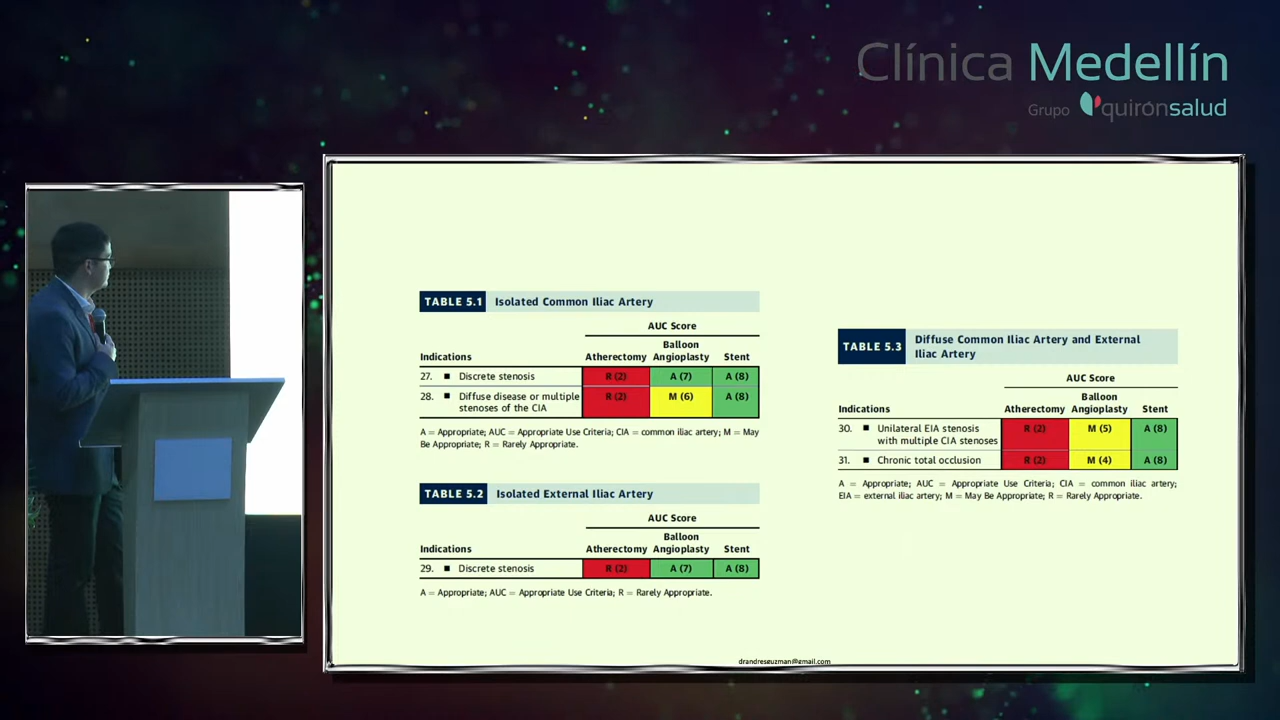 Clínica Medellín
Grupo quirónsalud
TABLE 5.1 Isolated Common Iliac Artery
AUC Score
Balloon
Indications Atherectomy Angioplasty Stent
27. ■ Discrete stenosis R (2) A (7) A (8)
28. ■ Diffuse disease or multiple R (2) M (6) A (8)
stenoses of the CIA
A = Appropriate; AUC = Appropriate Use Criteria; CIA = common iliac artery; M = May
Be Appropriate; R = Rarely Appropriate.
TABLE 5.2 Isolated External Iliac Artery
AUC Score
Balloon
Indications Atherectomy Angioplasty Stent
29. ■ Discrete stenosis R (2) A (7) A (8)
A = Appropriate; AUC = Appropriate Use Criteria; R = Rarely Appropriate.
TABLE 5.3 Diffuse Common Iliac Artery and External
Iliac Artery
AUC Score
Balloon
Indications Atherectomy Angioplasty Stent
30. ■ Unilateral EIA stenosis R (2) M (5) A (8)
with multiple CIA stenoses
31. ■ Chronic total occlusion R (2) M (4) A (8)
A = Appropriate; AUC = Appropriate Use Criteria; CIA = common iliac artery;
EIA = external iliac artery; M = May Be Appropriate; R = Rarely Appropriate.
drandresguzman@gmail.com